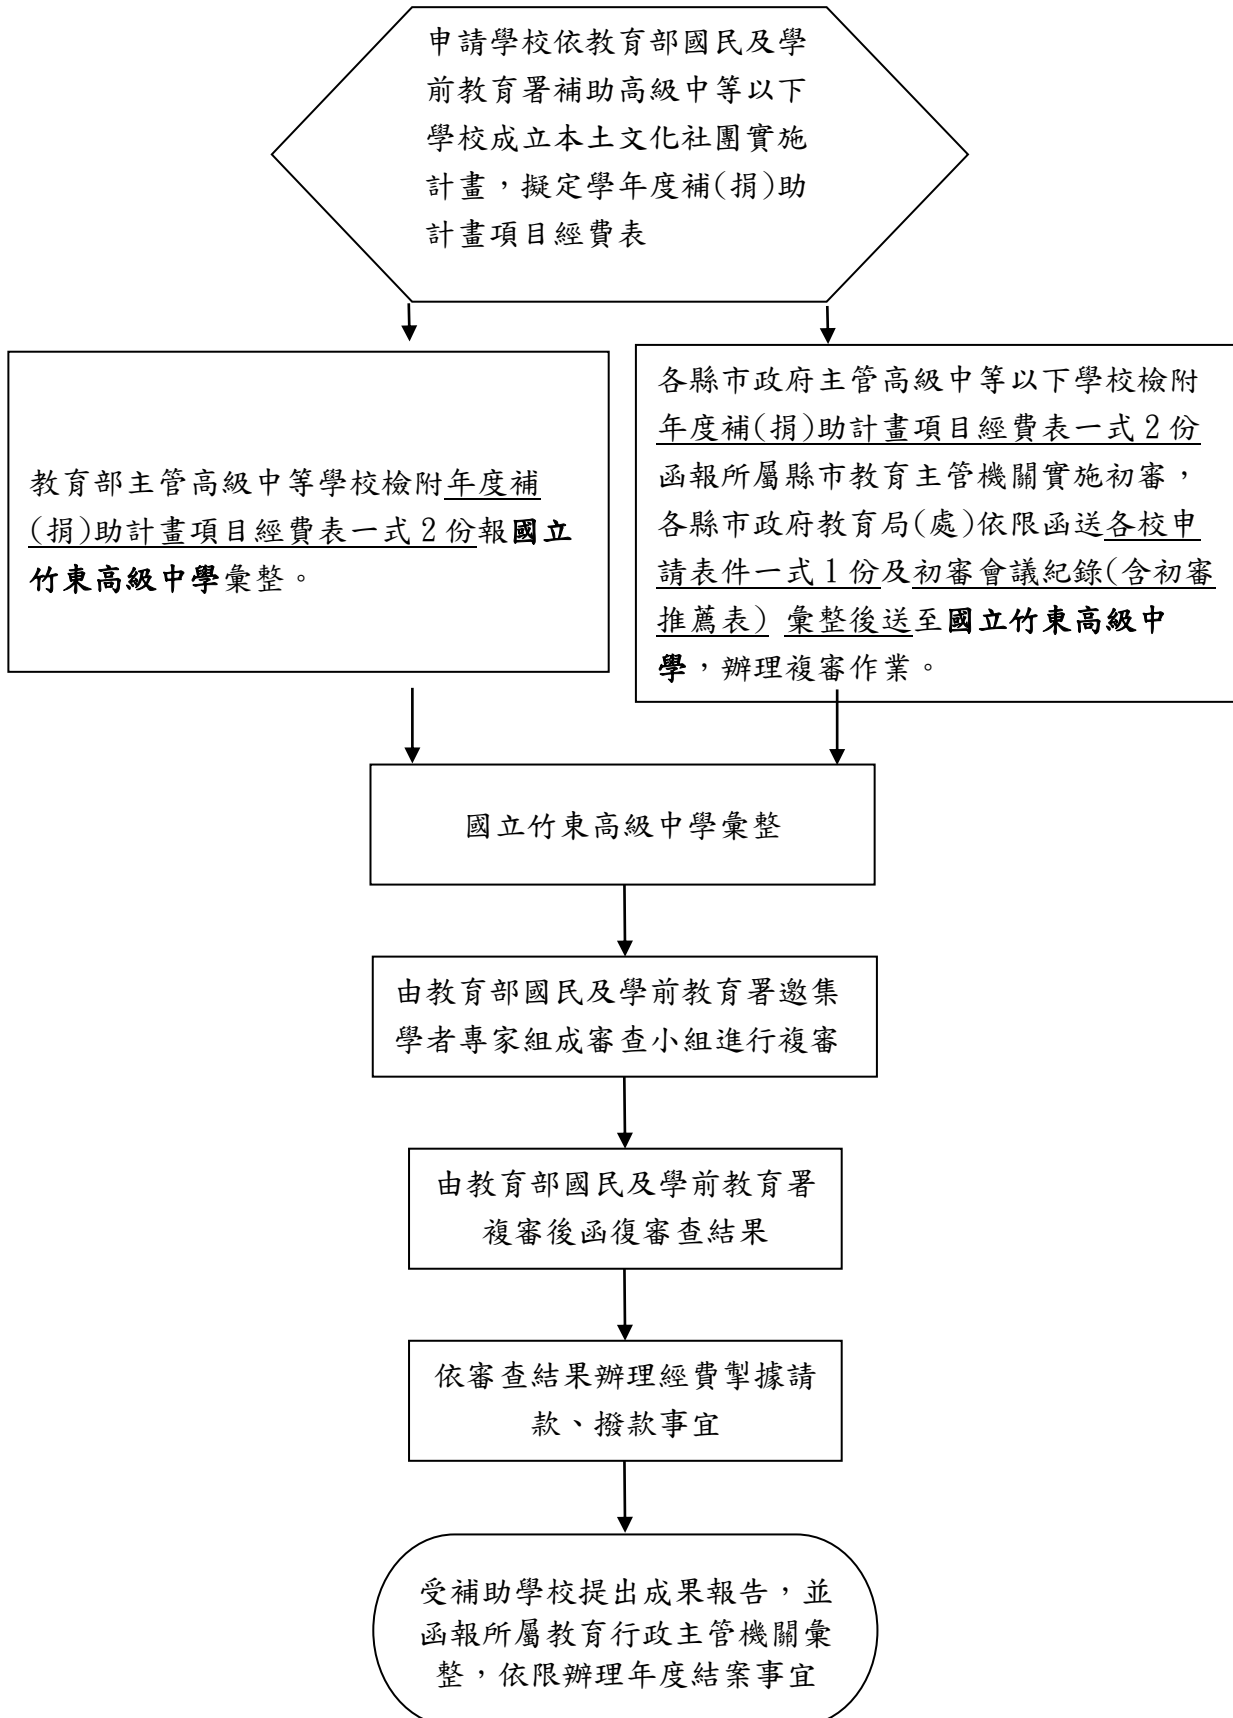 申請學校依教育部國民及學
前教育署補助高級中等以下
學校成立本土文化社團實施
計畫，擬定學年度補(捐)助
計畫項目經費表
教育部主管高級中等學校檢附年度補
(捐)助計畫項目經費表一式 2 份報國立
竹東高級中學彙整。
各縣市政府主管高級中等以下學校檢附
年度補(捐)助計畫項目經費表一式 2 份
函報所屬縣市教育主管機關實施初審，
各縣市政府教育局(處)依限函送各校申
請表件一式 1 份及初審會議紀錄(含初審
推薦表) 彙整後送至國立竹東高級中
學，辦理複審作業。
國立竹東高級中學彙整
由教育部國民及學前教育署邀集
學者專家組成審查小組進行複審
由教育部國民及學前教育署
複審後函復審查結果
依審查結果辦理經費掣據請
款、撥款事宜
受補助學校提出成果報告，並
函報所屬教育行政主管機關彙
整，依限辦理年度結案事宜